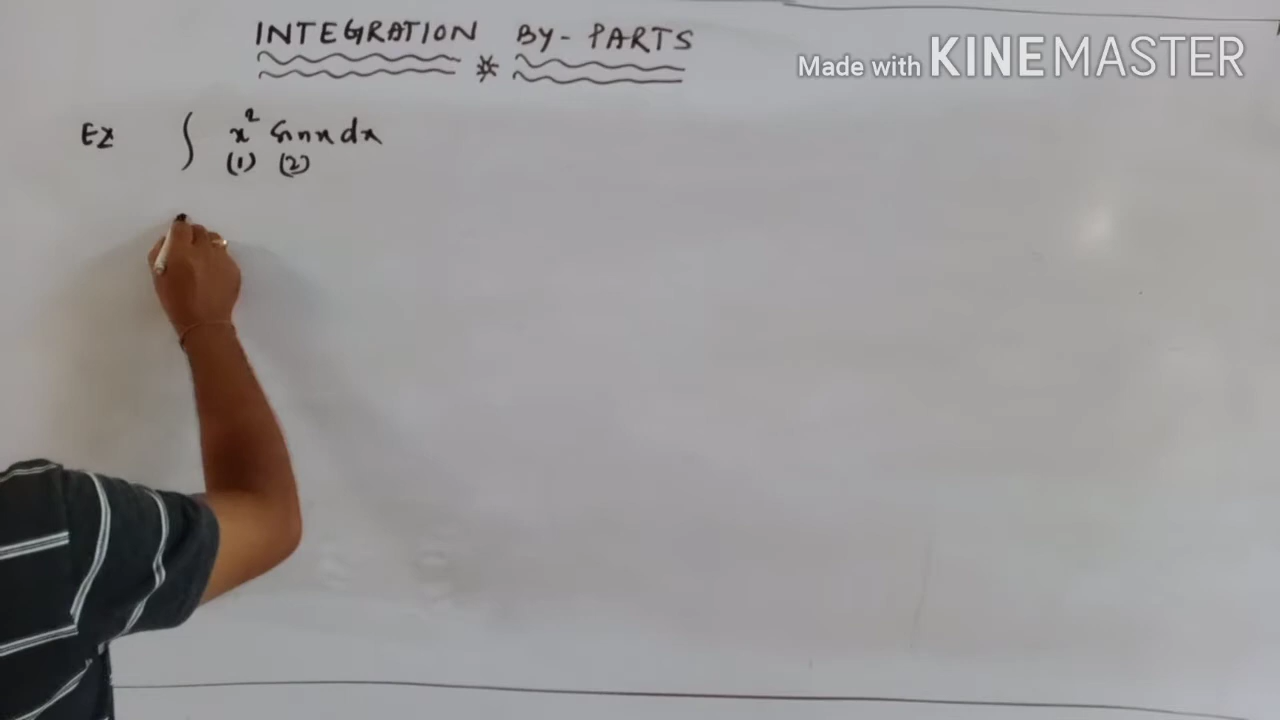 INTEGRATION BY - PARTS
Made with KINEMASTER
Ex ∫ x² sinx dx
(1) (2)